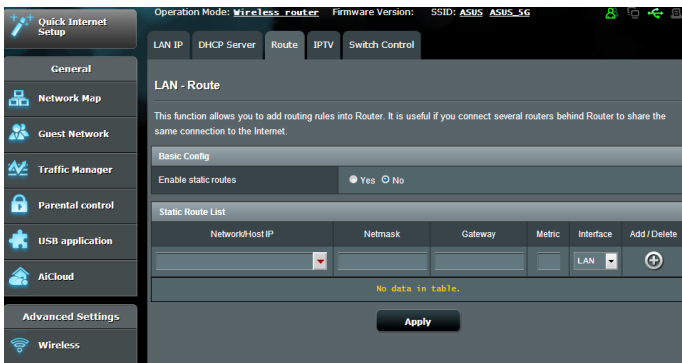 Operation Mode: Wireless router Firmware Version: SSID: ASUS ASUS_5G
Quick Internet
Setup
General
Network Map
Guest Network
Traffic Manager
Parental control
USB application
AiCloud
Advanced Settings
Wireless
LAN IP DHCP Server Route IPTV Switch Control
LAN - Route
This function allows you to add routing rules into Router. It is useful if you connect several routers behind Router to share the
same connection to the Internet.
Basic Config
Enable static routes Yes No
Static Route List
Network/Host IP Netmask Gateway Metric Interface Add / Delete
LAN
No data in table.
Apply